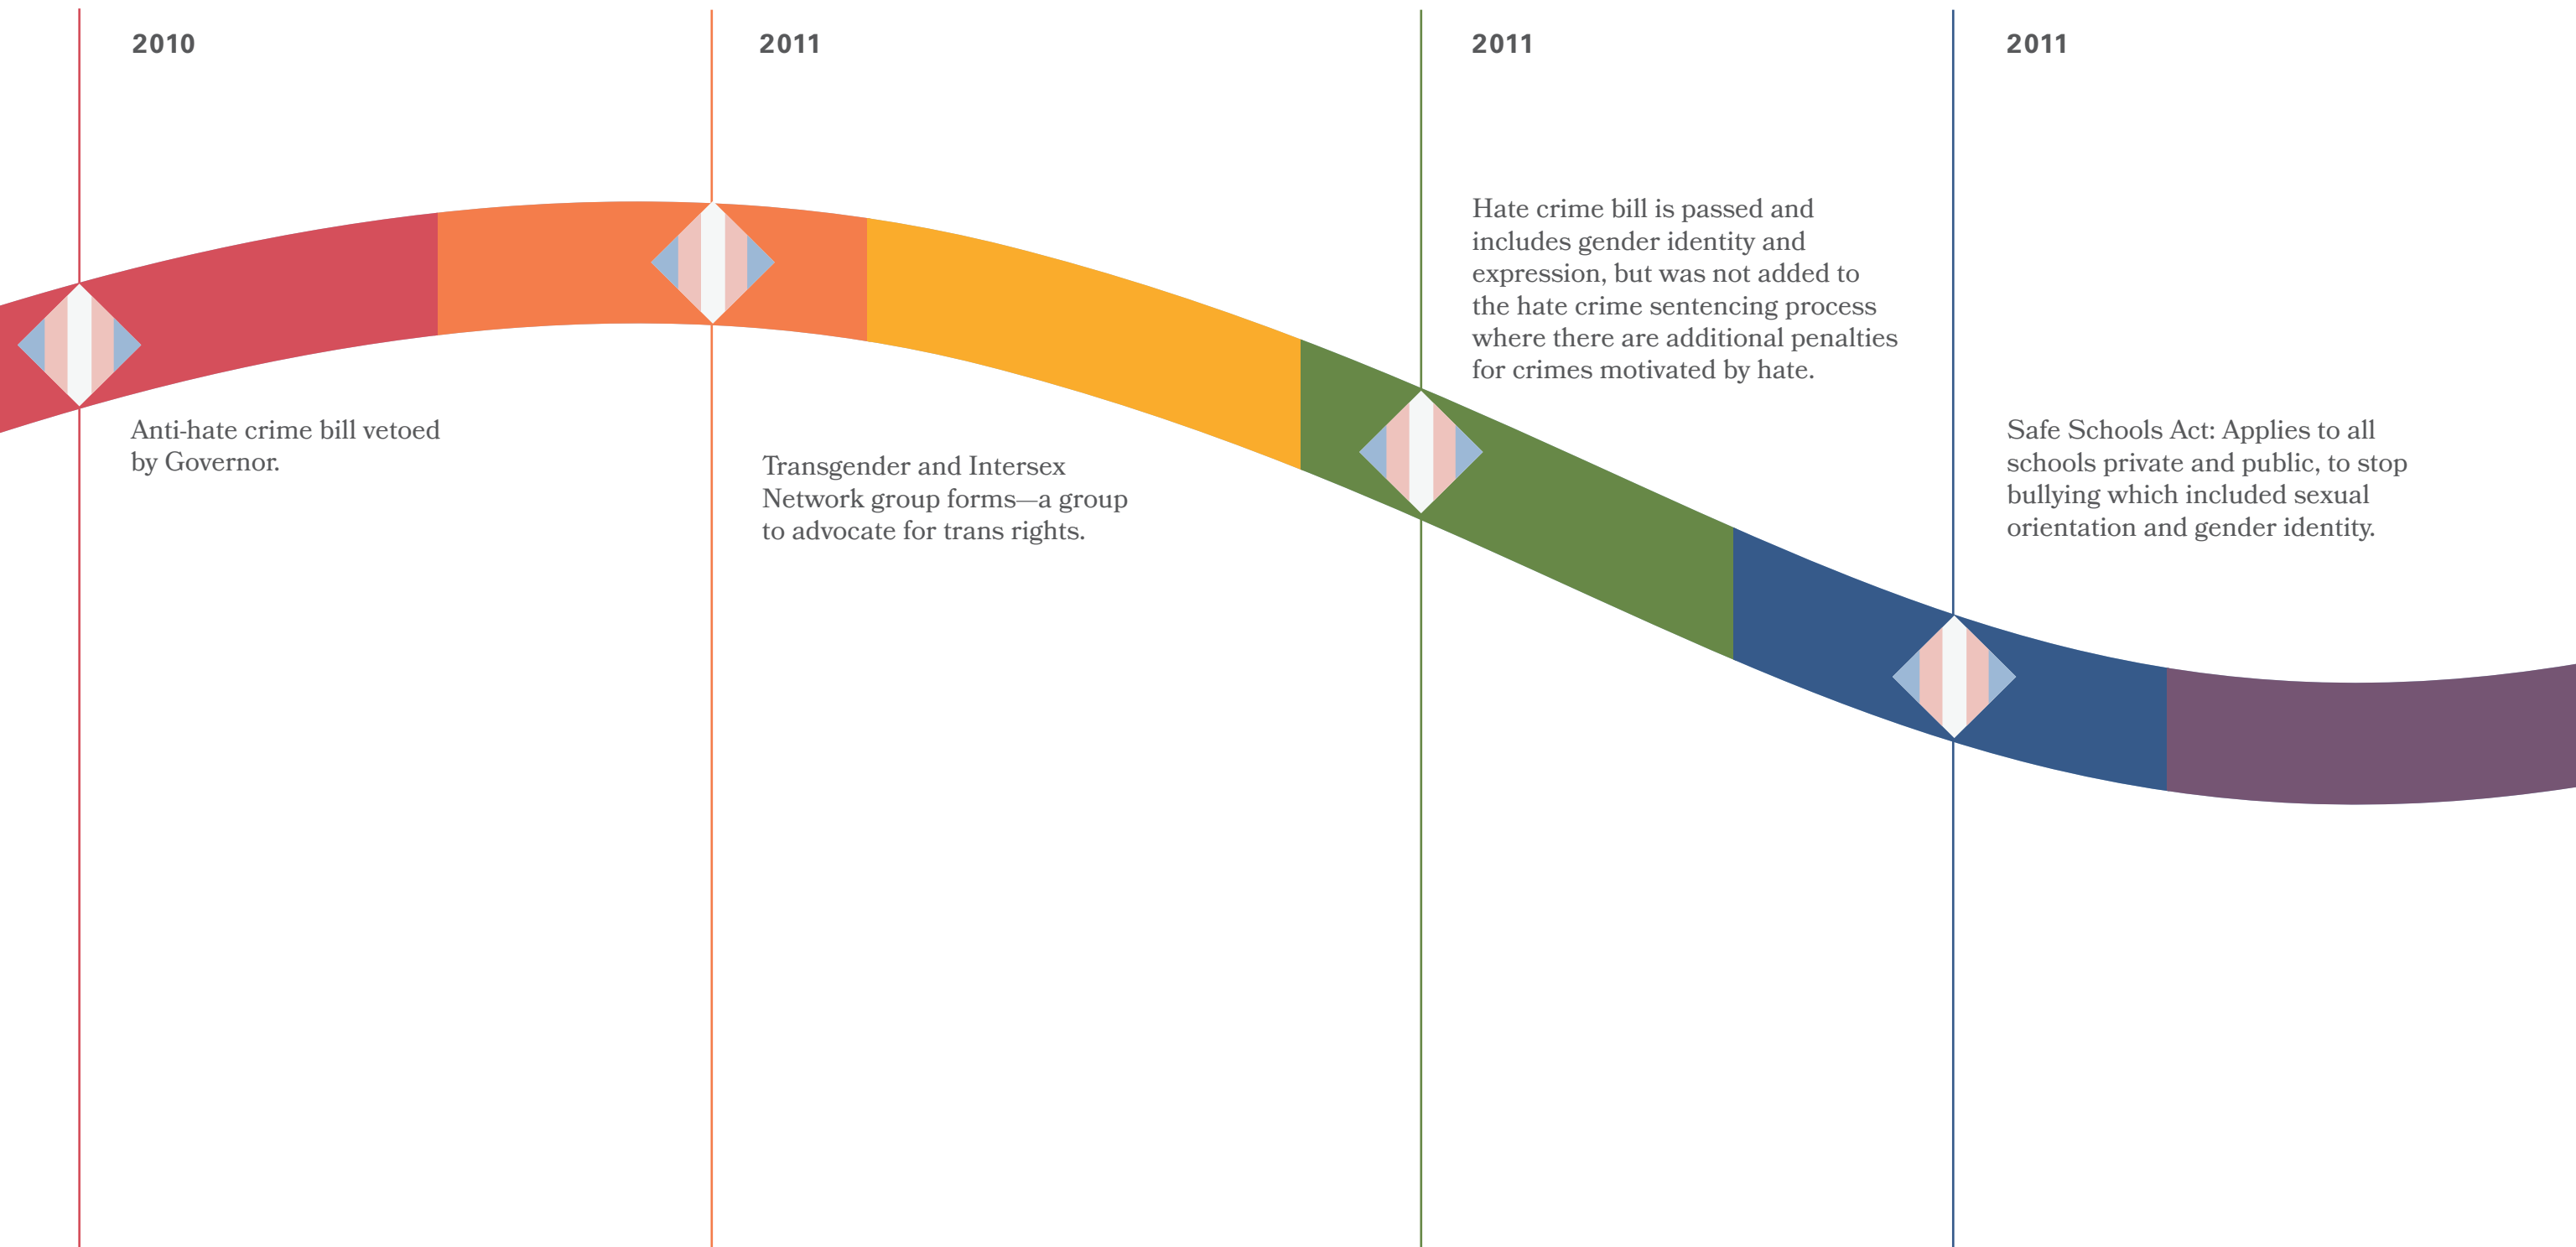 2010
Anti-hate crime bill vetoed
by Governor.
2011
Transgender and Intersex
Network group forms—a group
to advocate for trans rights.
2011
Hate crime bill is passed and
includes gender identity and
expression, but was not added to
the hate crime sentencing process
where there are additional penalties
for crimes motivated by hate.
2011
Safe Schools Act: Applies to all
schools private and public, to stop
bullying which included sexual
orientation and gender identity.